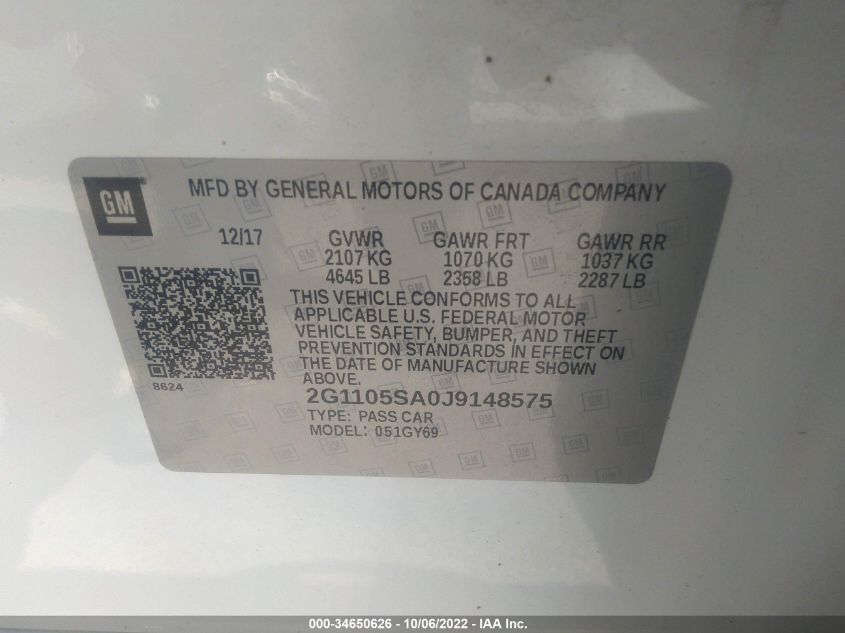 GM
MFD BY GENERAL MOTORS OF CANADA COMPANY
12/17 GVWR GAWR FRT GAWR RR
2107 KG 1070 KG 1037 KG
4645 LB 2358 LB 2287 LB
THIS VEHICLE CONFORMS TO ALL
APPLICABLE U.S. FEDERAL MOTOR
VEHICLE SAFETY, BUMPER, AND THEFT
PREVENTION STANDARDS IN EFFECT ON
THE DATE OF MANUFACTURE SHOWN
ABOVE.
8624
2G1105SA0J9148575
TYPE: PASS CAR
MODEL: 051GY69
000-34650626 - 10/06/2022 - IAA Inc.